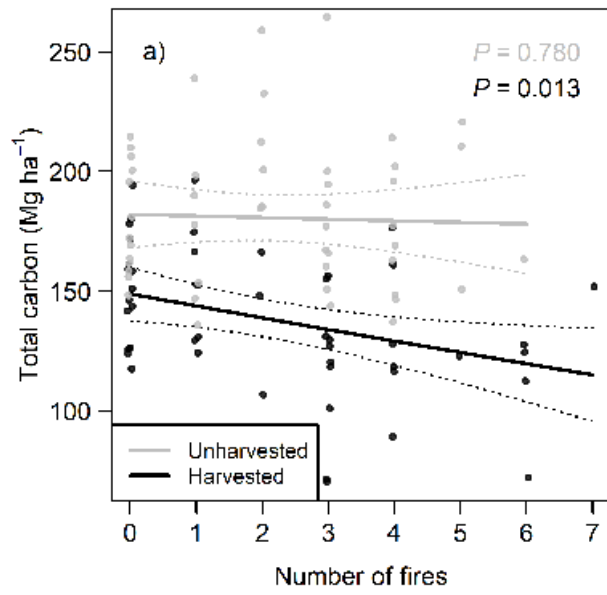 a)
P = 0.780
P = 0.013
250
200
150
100
Total carbon (Mg ha⁻¹)
Unharvested
Harvested
0 1 2 3 4 5 6 7
Number of fires